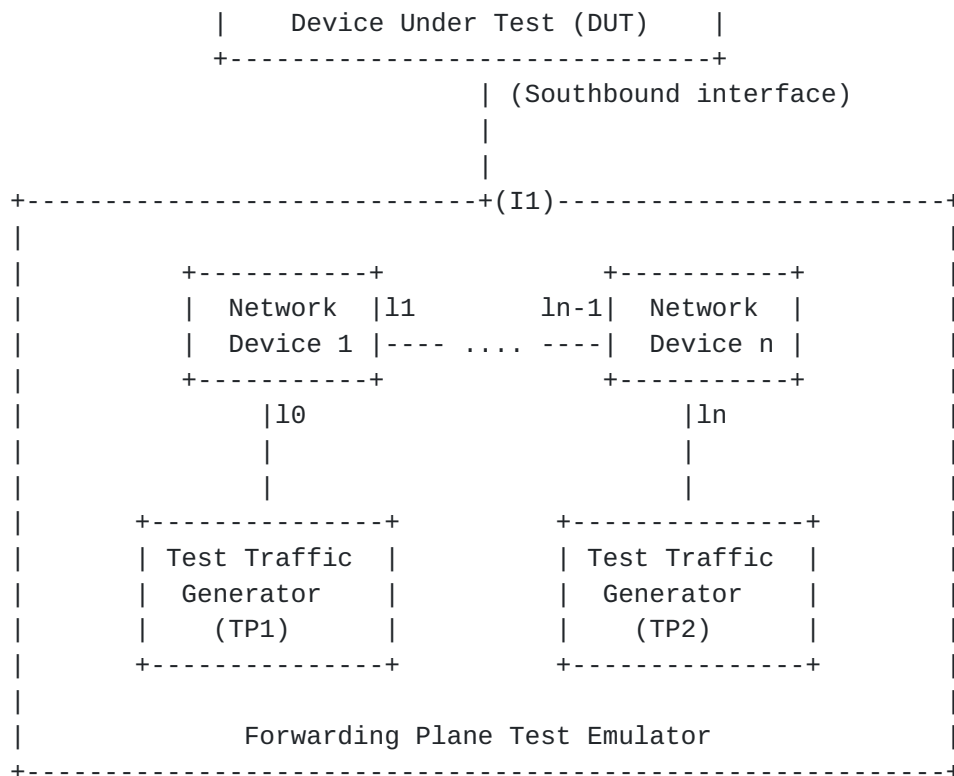 Device Under Test (DUT)
(Southbound interface)
(I1)
Network l1 ln-1 Network
Device 1 .... Device n
l0 ln
Test Traffic Test Traffic
Generator Generator
(TP1) (TP2)
Forwarding Plane Test Emulator